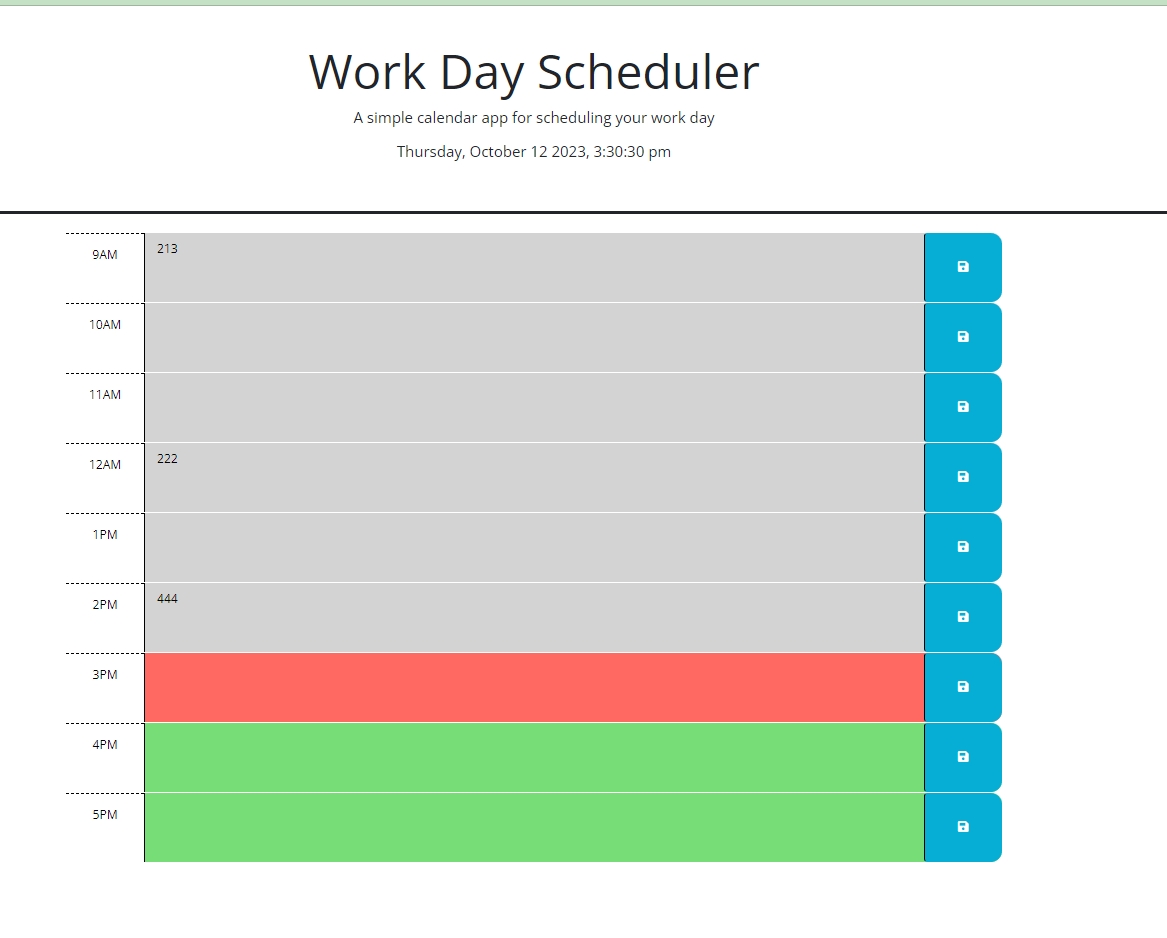 Work Day Scheduler
A simple calendar app for scheduling your work day
Thursday, October 12 2023, 3:30:30 pm
9AM 213
10AM
11AM
12AM 222
1PM
2PM 444
3PM
4PM
5PM